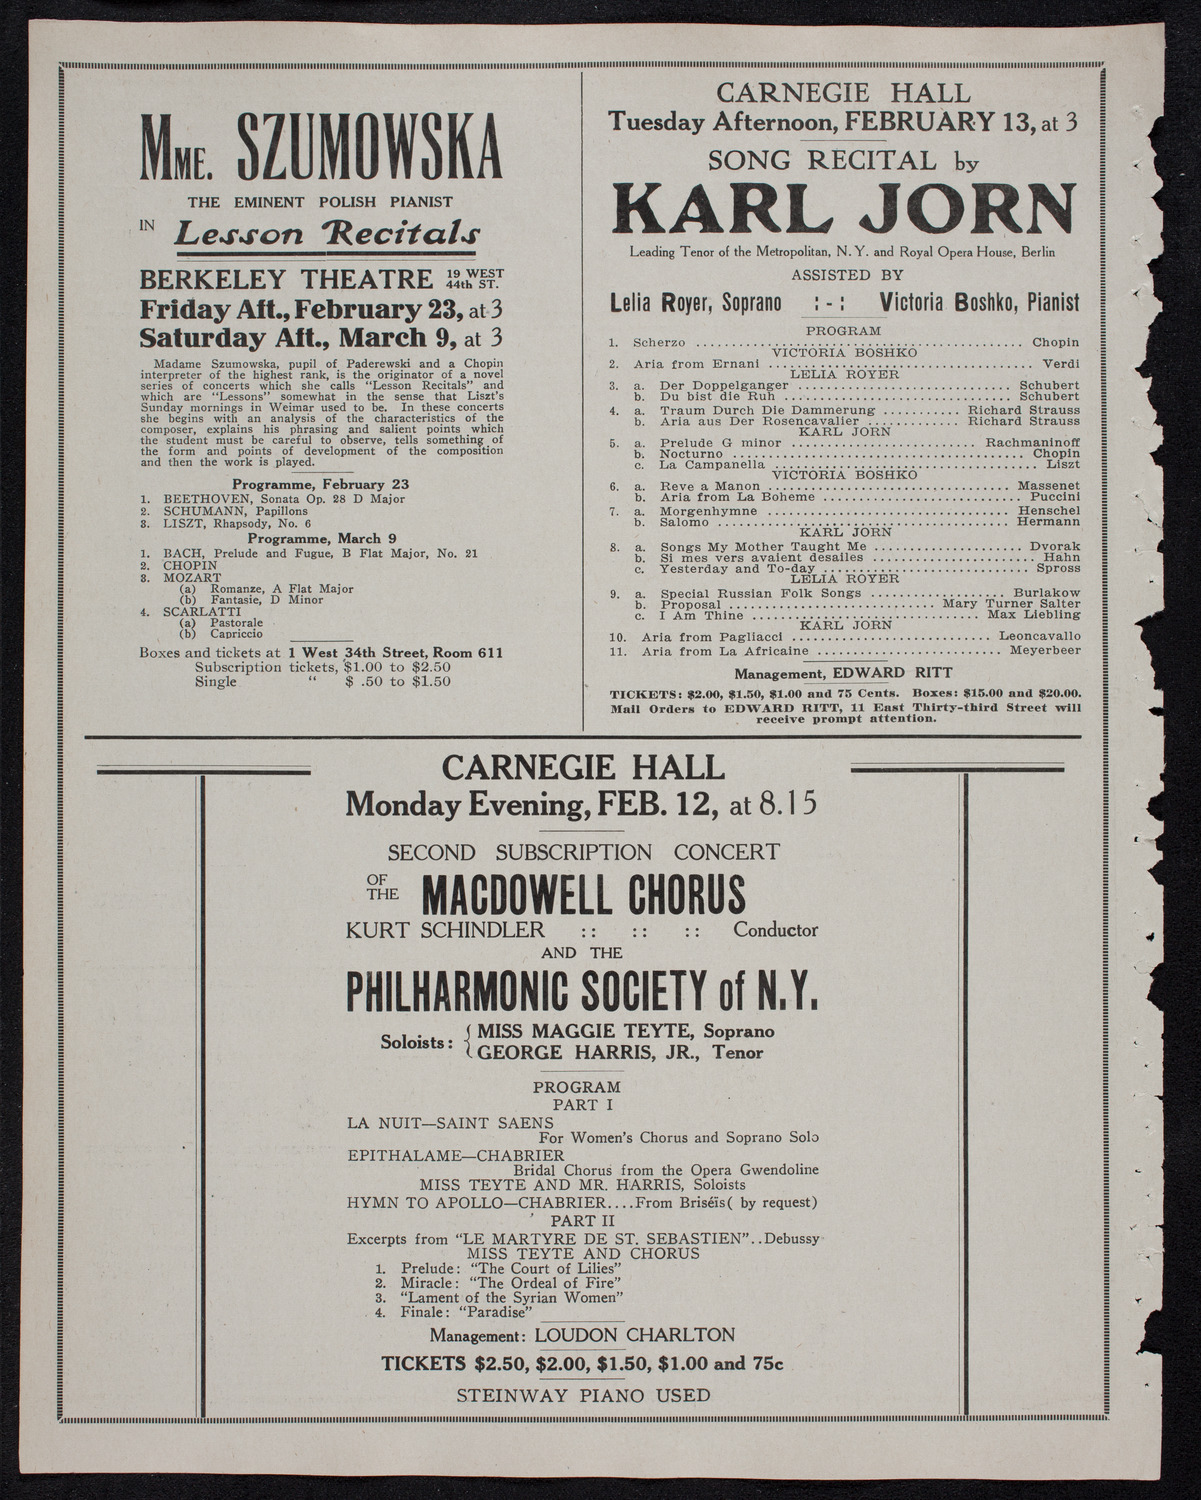 MME. SZUMOWSKA
THE EMINENT POLISH PIANIST
IN Lesson Recitals
BERKELEY THEATRE 19 WEST 44th ST.
Friday Aft., February 23, at 3
Saturday Aft., March 9, at 3
Madame Szumowska, pupil of Paderewski and a Chopin
interpreter of the highest rank, is the originator of a novel
series of concerts which she calls "Lesson Recitals" and
which are "Lessons" somewhat in the sense that Liszt's
Sunday mornings in Weimar used to be. In these concerts
she begins with an analysis of the characteristics of the
composer, explains his phrasing and salient points which
the student must be careful to observe, tells something of
the form and points of development of the composition
and then the work is played.
Programme, February 23
1. BEETHOVEN, Sonata Op. 28 D Major
2. SCHUMANN, Papillons
3. LISZT, Rhapsody, No. 6
Programme, March 9
1. BACH, Prelude and Fugue, B Flat Major, No. 21
2. CHOPIN
3. MOZART
(a) Romanze, A Flat Major
(b) Fantasie, D Minor
4. SCARLATTI
(a) Pastorale
(b) Capriccio
Boxes and tickets at 1 West 34th Street, Room 611
Subscription tickets, $1.00 to $2.50
Single " $ .50 to $1.50
CARNEGIE HALL
Tuesday Afternoon, FEBRUARY 13, at 3
SONG RECITAL by
KARL JORN
Leading Tenor of the Metropolitan, N. Y. and Royal Opera House, Berlin
ASSISTED BY
Lelia Royer, Soprano :-: Victoria Boshko, Pianist
PROGRAM
1. Scherzo ........ Chopin
VICTORIA BOSHKO
2. Aria from Ernani ........ Verdi
LELIA ROYER
3. a. Der Doppelganger ........ Schubert
b. Du bist die Ruh ........ Schubert
4. a. Traum Durch Die Dammerung ........ Richard Strauss
b. Aria aus Der Rosencavalier ........ Richard Strauss
KARL JORN
5. a. Prelude G minor ........ Rachmaninoff
b. Nocturno ........ Chopin
c. La Campanella ........ Liszt
VICTORIA BOSHKO
6. a. Reve a Manon ........ Massenet
b. Aria from La Boheme ........ Puccini
7. a. Morgenhymne ........ Henschel
b. Salomo ........ Hermann
KARL JORN
8. a. Songs My Mother Taught Me ........ Dvorak
b. Si mes vers avaient desailes ........ Hahn
c. Yesterday and To-day ........ Spross
LELIA ROYER
9. a. Special Russian Folk Songs ........ Burlakow
b. Proposal ........ Mary Turner Salter
c. I Am Thine ........ Max Liebling
KARL JORN
10. Aria from Pagliacci ........ Leoncavallo
11. Aria from La Africaine ........ Meyerbeer
Management, EDWARD RITT
TICKETS: $2.00, $1.50, $1.00 and 75 Cents. Boxes: $15.00 and $20.00.
Mail Orders to EDWARD RITT, 11 East Thirty-third Street will
receive prompt attention.
CARNEGIE HALL
Monday Evening, FEB. 12, at 8.15
SECOND SUBSCRIPTION CONCERT
OF THE MACDOWELL CHORUS
KURT SCHINDLER :: :: :: Conductor
AND THE
PHILHARMONIC SOCIETY of N.Y.
Soloists: { MISS MAGGIE TEYTE, Soprano
GEORGE HARRIS, JR., Tenor
PROGRAM
PART I
LA NUIT—SAINT SAENS
For Women's Chorus and Soprano Solo
EPITHALAME—CHABRIER
Bridal Chorus from the Opera Gwendoline
MISS TEYTE AND MR. HARRIS, Soloists
HYMN TO APOLLO—CHABRIER....From Briséïs( by request)
PART II
Excerpts from "LE MARTYRE DE ST. SEBASTIEN"..Debussy
MISS TEYTE AND CHORUS
1. Prelude: "The Court of Lilies"
2. Miracle: "The Ordeal of Fire"
3. "Lament of the Syrian Women"
4. Finale: "Paradise"
Management: LOUDON CHARLTON
TICKETS $2.50, $2.00, $1.50, $1.00 and 75c
STEINWAY PIANO USED